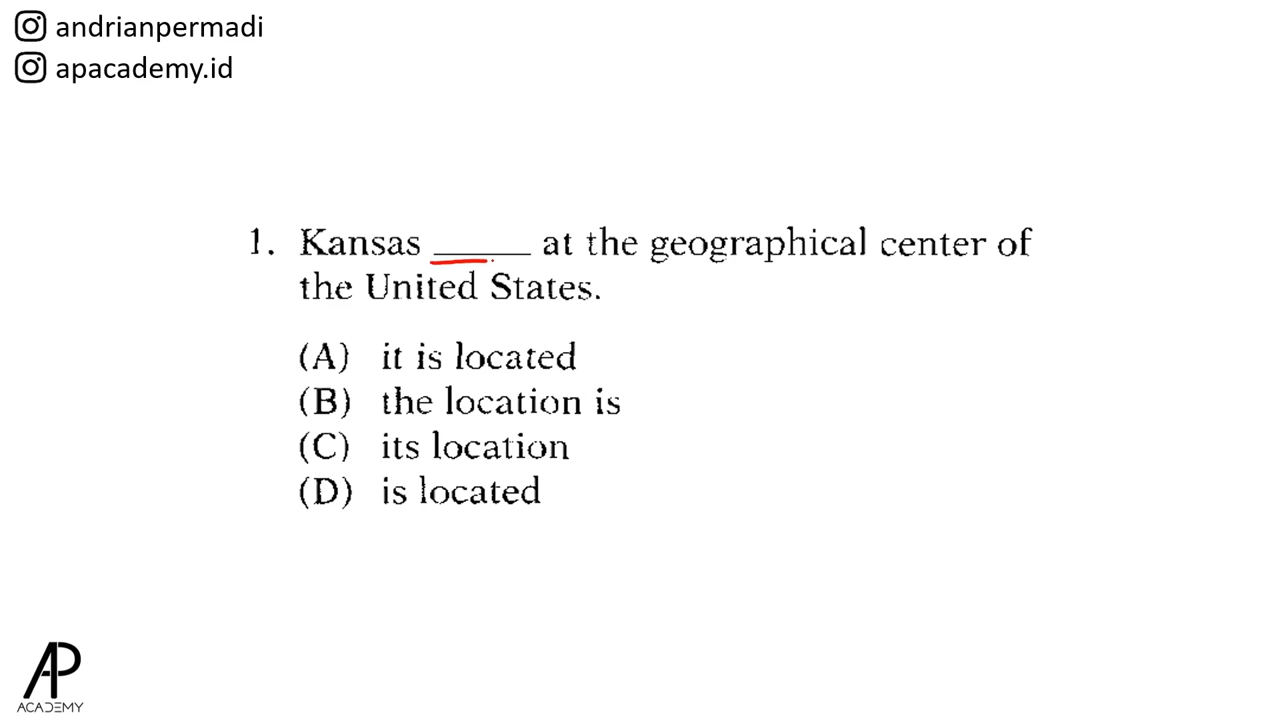 andrianpermadi
apacademy.id
1. Kansas _____ at the geographical center of
the United States.
(A) it is located
(B) the location is
(C) its location
(D) is located
AP
ACADEMY